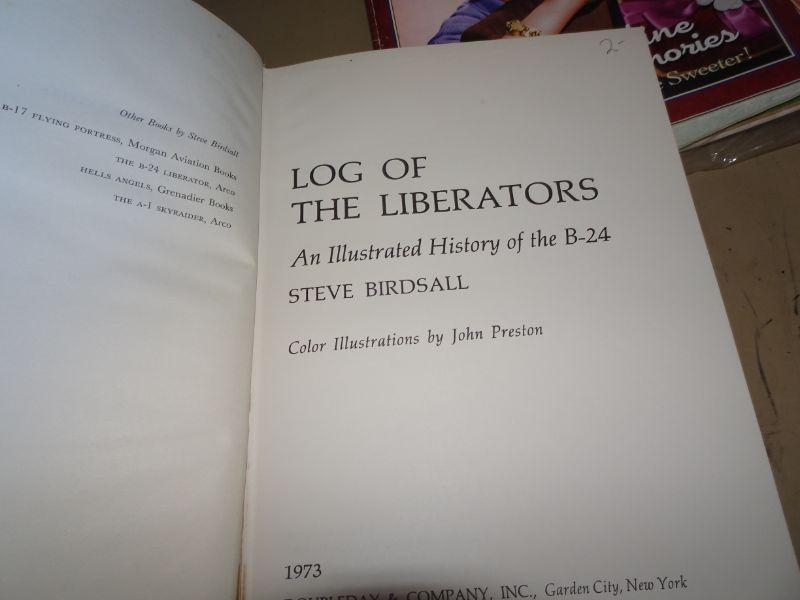 Other Books by Steve Birdsall
B-17 FLYING FORTRESS, Morgan Aviation Books
THE B-24 LIBERATOR, Arco
HELLS ANGELS, Grenadier Books
THE A-1 SKYRAIDER, Arco
2-
LOG OF
THE LIBERATORS
An Illustrated History of the B-24
STEVE BIRDSALL
Color Illustrations by John Preston
1973
DOUBLEDAY & COMPANY, INC., Garden City, New York
Sweeter!